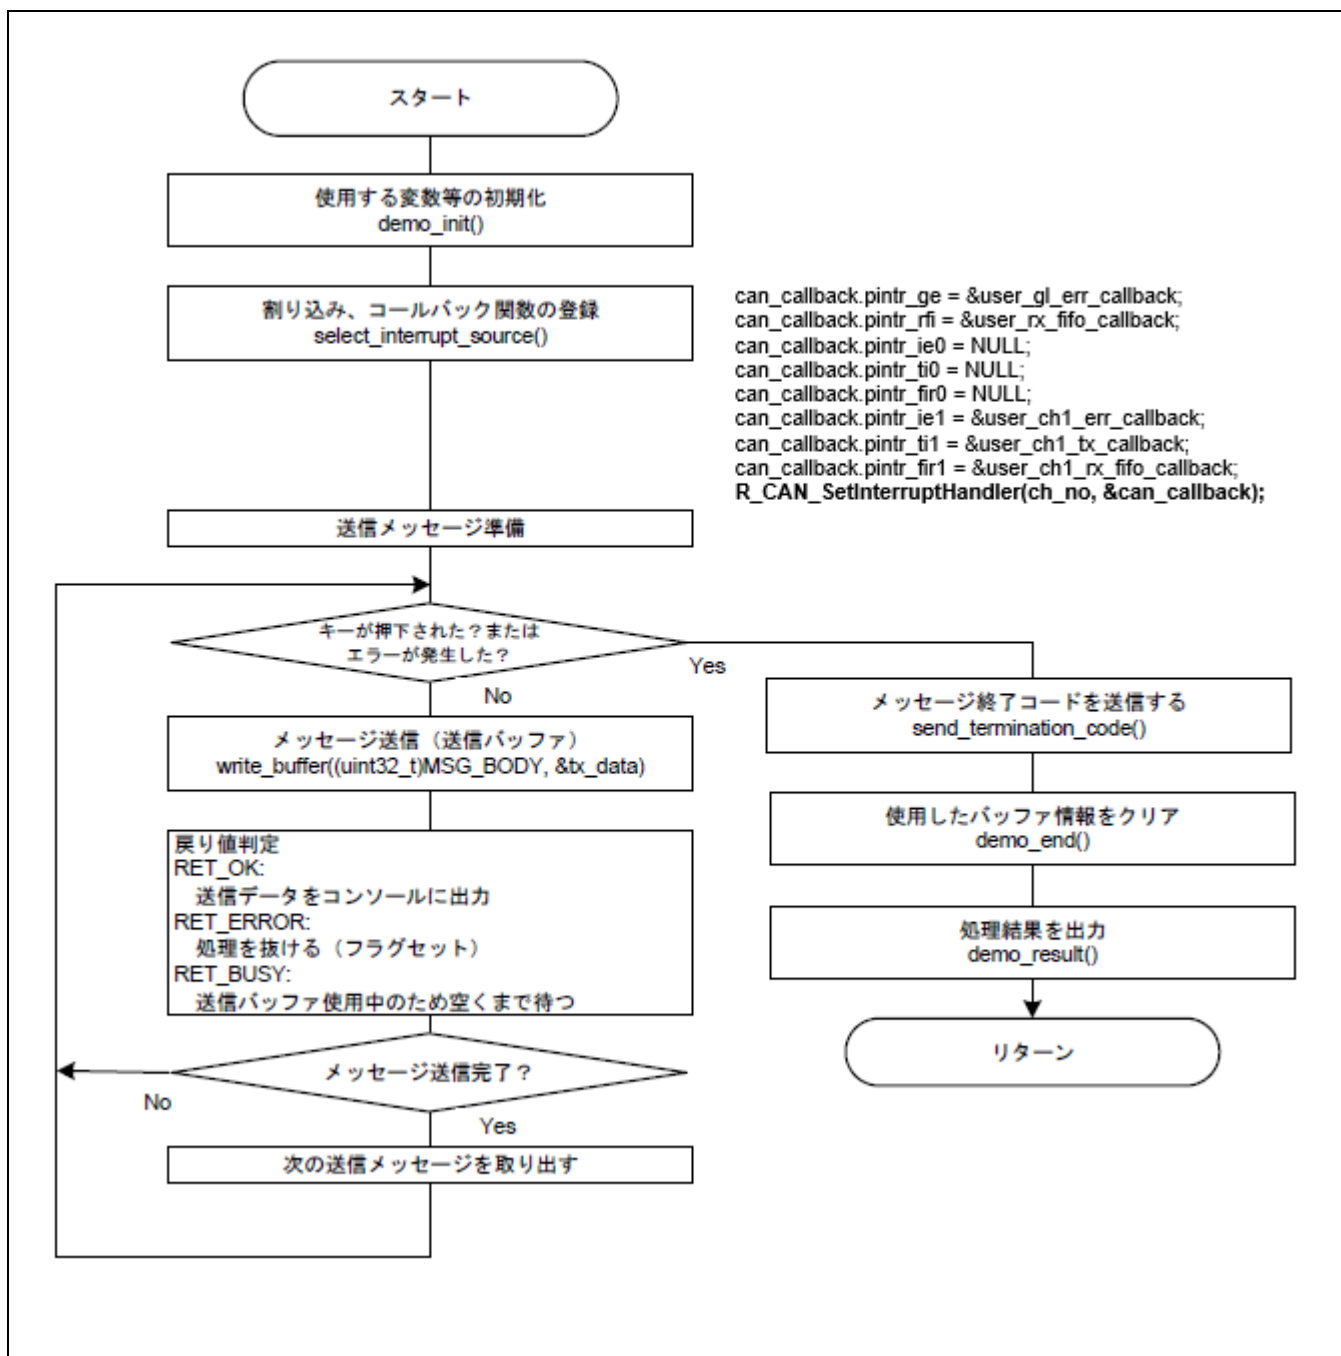 スタート
使用する変数等の初期化
demo_init()
割り込み、コールバック関数の登録
select_interrupt_source()
can_callback.pintr_ge = &user_gl_err_callback;
can_callback.pintr_rfi = &user_rx_fifo_callback;
can_callback.pintr_ie0 = NULL;
can_callback.pintr_ti0 = NULL;
can_callback.pintr_fir0 = NULL;
can_callback.pintr_ie1 = &user_ch1_err_callback;
can_callback.pintr_ti1 = &user_ch1_tx_callback;
can_callback.pintr_fir1 = &user_ch1_rx_fifo_callback;
R_CAN_SetInterruptHandler(ch_no, &can_callback);
送信メッセージ準備
キーが押下された？または
エラーが発生した？
Yes
No
メッセージ送信（送信バッファ）
write_buffer((uint32_t)MSG_BODY, &tx_data)
戻り値判定
RET_OK:
送信データをコンソールに出力
RET_ERROR:
処理を抜ける（フラグセット）
RET_BUSY:
送信バッファ使用中のため空くまで待つ
メッセージ送信完了？
No
Yes
次の送信メッセージを取り出す
メッセージ終了コードを送信する
send_termination_code()
使用したバッファ情報をクリア
demo_end()
処理結果を出力
demo_result()
リターン